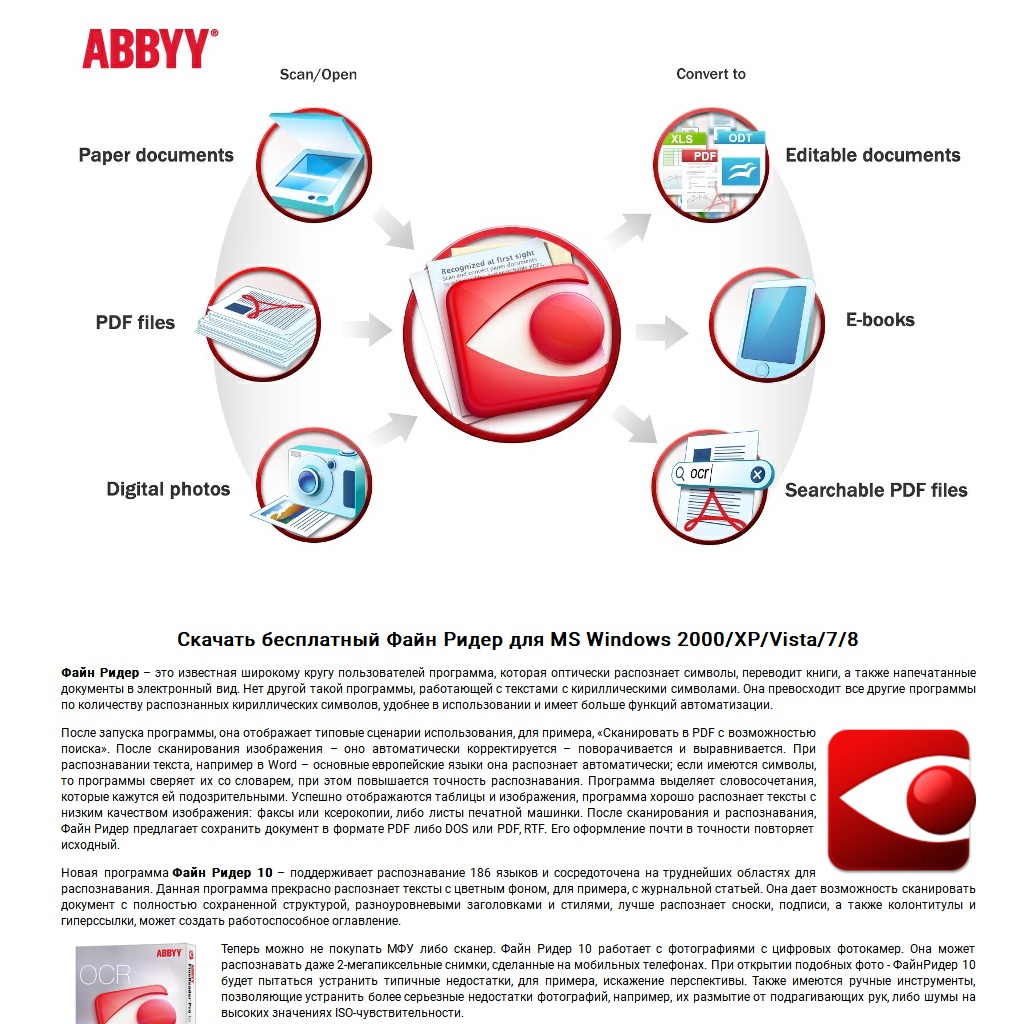 ABBYY®
Scan/Open
Convert to
Paper documents
XLS
ODT
PDF
Editable documents
Recognized at first sight
Scan and convert paper documents
PDF files
E-books
ocr
Digital photos
Searchable PDF files
Скачать бесплатный Файн Ридер для MS Windows 2000/XP/Vista/7/8
Файн Ридер – это известная широкому кругу пользователей программа, которая оптически распознает символы, переводит книги, а также напечатанные
документы в электронный вид. Нет другой такой программы, работающей с текстами с кириллическими символами. Она превосходит все другие программы
по количеству распознанных кириллических символов, удобнее в использовании и имеет больше функций автоматизации.
После запуска программы, она отображает типовые сценарии использования, для примера, «Сканировать в PDF с возможностью
поиска». После сканирования изображения – оно автоматически корректируется – поворачивается и выравнивается. При
распознавании текста, например в Word – основные европейские языки она распознает автоматически; если имеются символы,
то программы сверяет их со словарем, при этом повышается точность распознавания. Программа выделяет словосочетания,
которые кажутся ей подозрительными. Успешно отображаются таблицы и изображения, программа хорошо распознает тексты с
низким качеством изображения: факсы или ксерокопии, либо листы печатной машинки. После сканирования и распознавания,
Файн Ридер предлагает сохранить документ в формате PDF либо DOS или PDF, RTF. Его оформление почти в точности повторяет
исходный.
Новая программа Файн Ридер 10 – поддерживает распознавание 186 языков и сосредоточена на труднейших областях для
распознавания. Данная программа прекрасно распознает тексты с цветным фоном, для примера, с журнальной статьей. Она дает возможность сканировать
документ с полностью сохраненной структурой, разноуровневыми заголовками и стилями, лучше распознает сноски, подписи, а также колонтитулы и
гиперссылки, может создать работоспособное оглавление.
ABBYY
OCR
Теперь можно не покупать МФУ либо сканер. Файн Ридер 10 работает с фотографиями с цифровых фотокамер. Она может
распознавать даже 2-мегапиксельные снимки, сделанные на мобильных телефонах. При открытии подобных фото - ФайнРидер 10
будет пытаться устранить типичные недостатки, для примера, искажение перспективы. Также имеются ручные инструменты,
позволяющие устранить более серьезные недостатки фотографий, например, их размытие от подрагивающих рук, либо шумы на
высоких значениях ISO-чувствительности.